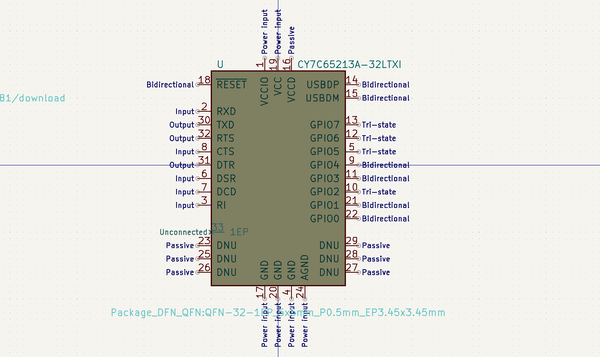 Power Input
Power Input
Passive
1
19
16
U
CY7C65213A-32LTXI
Bidirectional 18 RESET
VCCIO
VCC
VCCD
USBDP 14 Bidirectional
USBDM 15 Bidirectional
B1/download
Input 2 RXD
Output 30 TXD GPIO7 13 Tri-state
Output 32 RTS GPIO6 12 Tri-state
Input 8 CTS GPIO5 5 Tri-state
Output 31 DTR GPIO4 9 Bidirectional
Input 6 DSR GPIO3 11 Bidirectional
Input 7 DCD GPIO2 10 Tri-state
Input 3 RI GPIO1 21 Bidirectional
GPIO0 22 Bidirectional
Unconnected 33 1EP
Passive 23 DNU DNU 29 Passive
Passive 25 DNU DNU 28 Passive
Passive 26 DNU DNU 27 Passive
GND
GND
GND
AGND
17
20
4
24
Package_DFN_QFN:QFN-32-1EP_P0.5mm_EP3.45x3.45mm
Power Input
Power Input
Power Input
Power Input